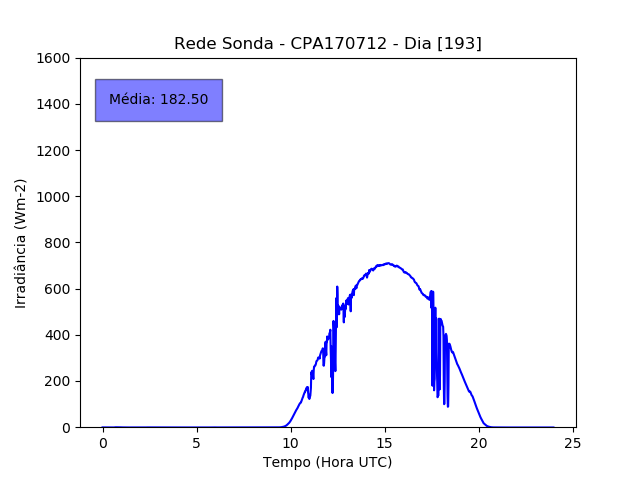 Rede Sonda - CPA170712 - Dia [193]
1600
1400
1200
1000
800
600
400
200
0
Média: 182.50
Irradiância (Wm-2)
0 5 10 15 20 25
Tempo (Hora UTC)